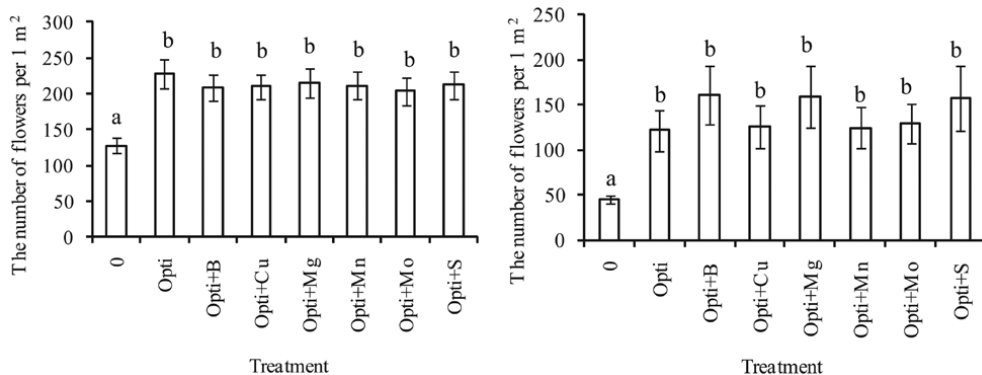 The number of flowers per 1 m²
300
250
200
150
100
50
0
a
b
b
b
b
b
b
b
0
Opti
Opti+B
Opti+Cu
Opti+Mg
Opti+Mn
Opti+Mo
Opti+S
Treatment
The number of flowers per 1 m²
250
200
150
100
50
0
a
b
b
b
b
b
b
b
0
Opti
Opti+B
Opti+Cu
Opti+Mg
Opti+Mn
Opti+Mo
Opti+S
Treatment